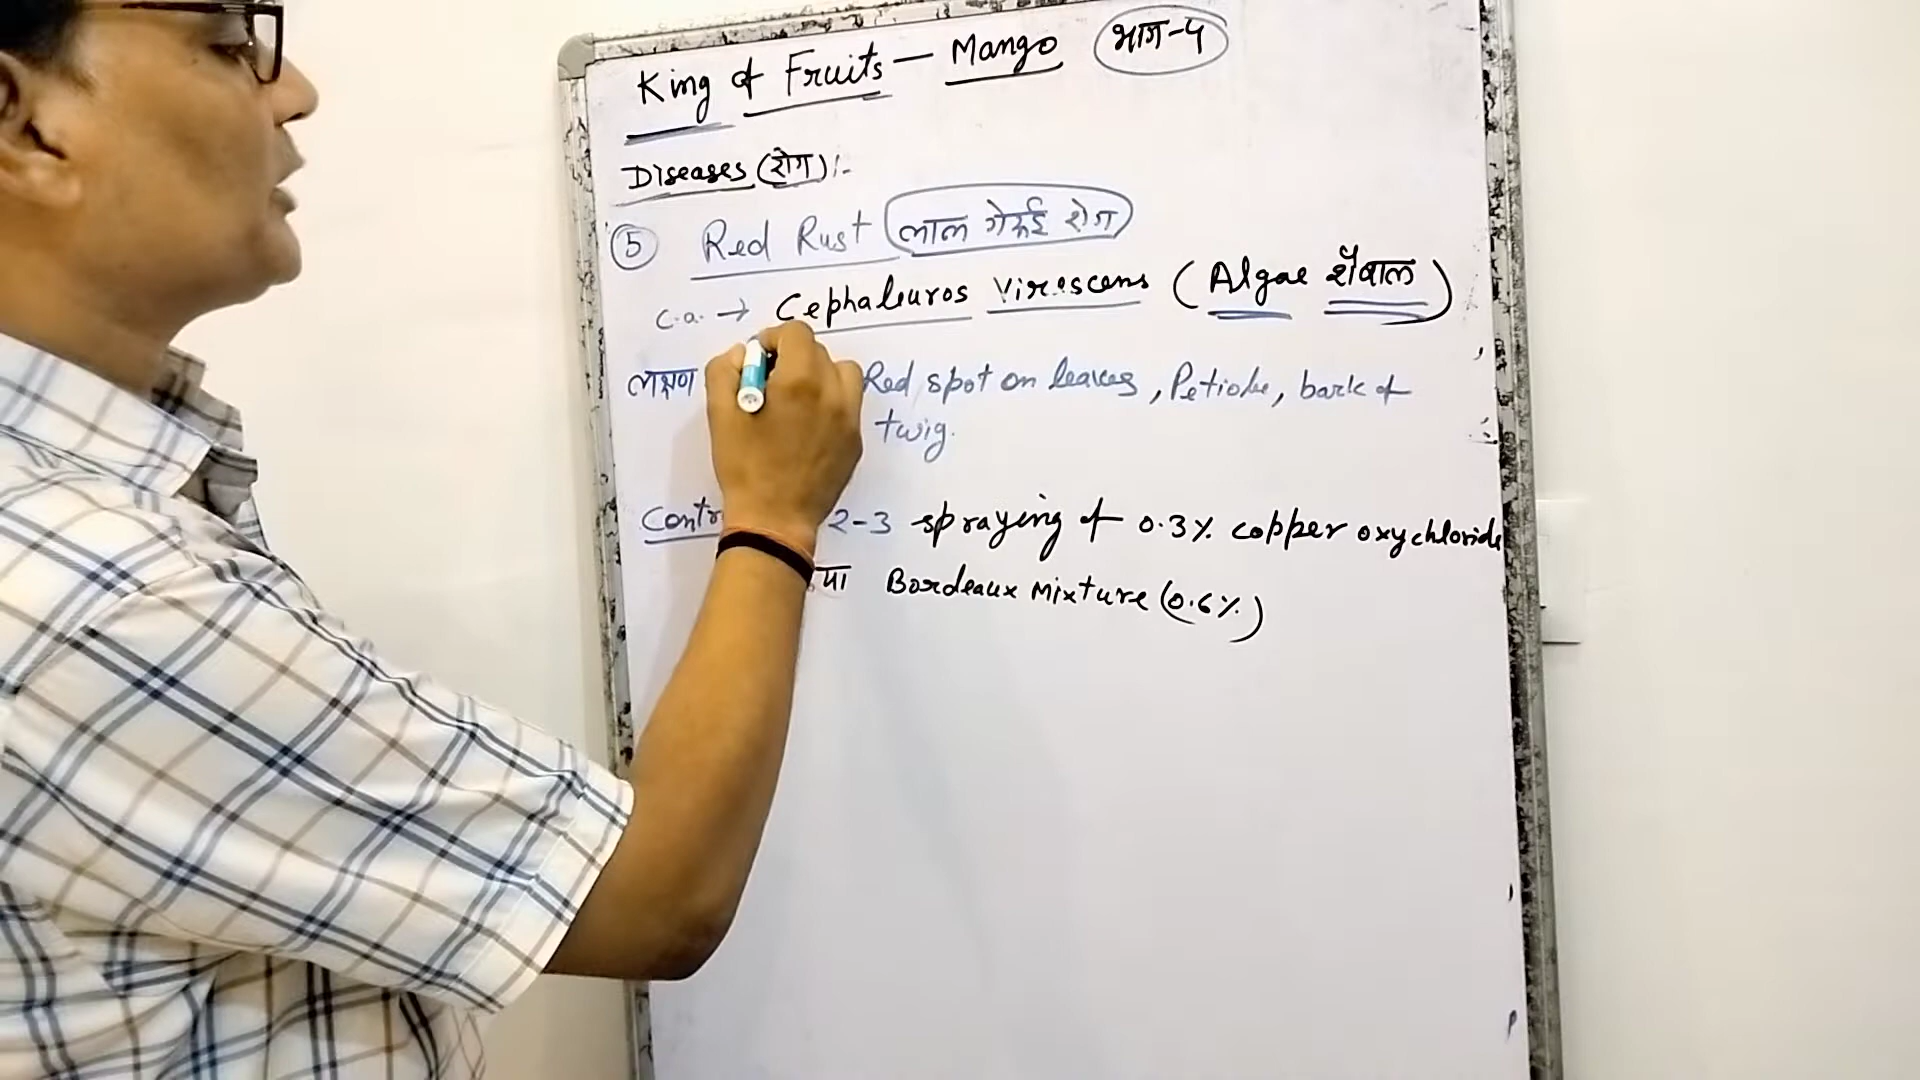 King of Fruits — Mango (भाग-५)
Diseases (रोग):-
⑤ Red Rust (लाल गेरूई रोग)
C.a. → Cephaleuros virescens (Algae शैवाल)
लक्षण Red spot on leaves, Petiole, bark of
twig.
Contr 2-3 spraying of 0.3% copper oxychloride
या Bordeaux Mixture (0.6%)